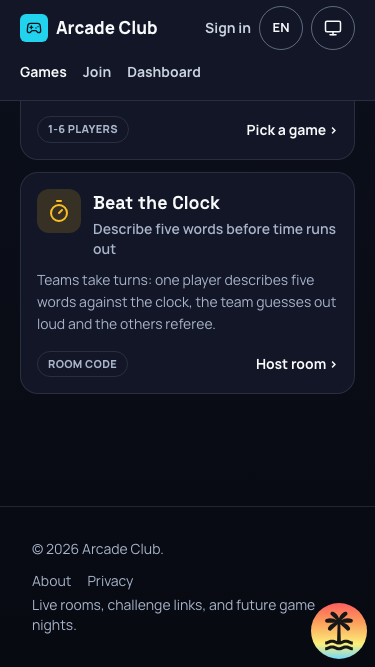 Arcade Club
Sign in
EN
Games Join Dashboard
1-6 PLAYERS
Pick a game ›
Beat the Clock
Describe five words before time runs
out
Teams take turns: one player describes five
words against the clock, the team guesses out
loud and the others referee.
ROOM CODE
Host room ›
© 2026 Arcade Club.
About Privacy
Live rooms, challenge links, and future game
nights.